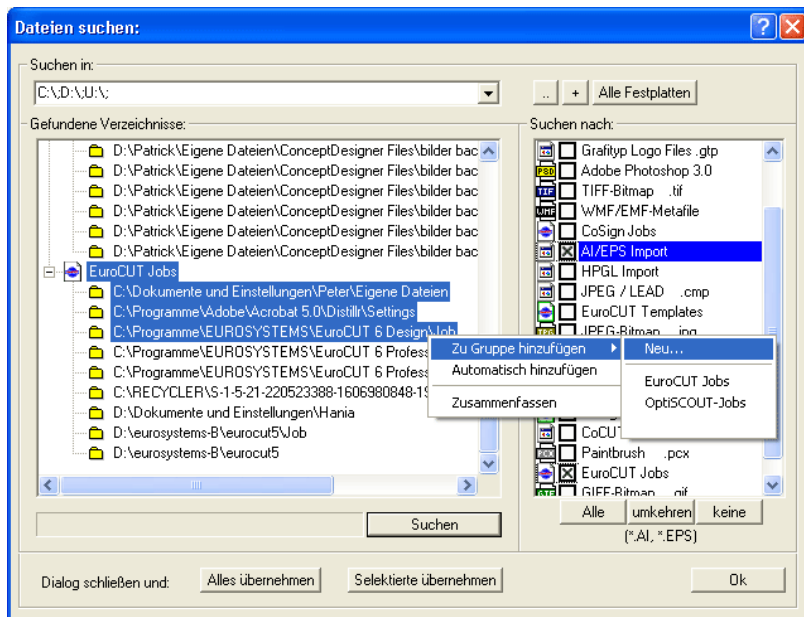 Dateien suchen:
Suchen in:
C:\;D:\;U:\;
..
+
Alle Festplatten
Gefundene Verzeichnisse:
D:\Patrick\Eigene Dateien\ConceptDesigner Files\bilder bac
D:\Patrick\Eigene Dateien\ConceptDesigner Files\bilder bac
D:\Patrick\Eigene Dateien\ConceptDesigner Files\bilder bac
D:\Patrick\Eigene Dateien\ConceptDesigner Files\bilder bac
D:\Patrick\Eigene Dateien\ConceptDesigner Files\bilder bac
D:\Patrick\Eigene Dateien\ConceptDesigner Files\bilder bac
EuroCUT Jobs
C:\Dokumente und Einstellungen\Peter\Eigene Dateien
C:\Programme\Adobe\Acrobat 5.0\Distillr\Settings
C:\Programme\EUROSYSTEMS\EuroCUT 6 Design\Job
C:\Programme\EUROSYSTEMS\EuroCUT 6 Profess
C:\Programme\EUROSYSTEMS\EuroCUT 6 Profess
C:\RECYCLER\S-1-5-21-220523388-1606980848-19
D:\Dokumente und Einstellungen\Hania
D:\eurosystems-B\eurocut5\Job
D:\eurosystems-B\eurocut5
Suchen
Suchen nach:
Grafityp Logo Files .gtp
PSD Adobe Photoshop 3.0
TIF TIFF-Bitmap .tif
WMF WMF/EMF-Metafile
CoSign Jobs
AI/EPS Import
HPGL Import
JPEG / LEAD .cmp
EuroCUT Templates
JPG JPEG-Bitmap .jpg
Zu Gruppe hinzufügen
Automatisch hinzufügen
Zusammenfassen
Neu...
EuroCUT Jobs
OptiSCOUT-Jobs
CoCUT
PCX Paintbrush .pcx
EuroCUT Jobs
GIF GIFF-Bitmap .gif
Alle
umkehren
keine
(*.AI, *.EPS)
Dialog schließen und:
Alles übernehmen
Selektierte übernehmen
Ok